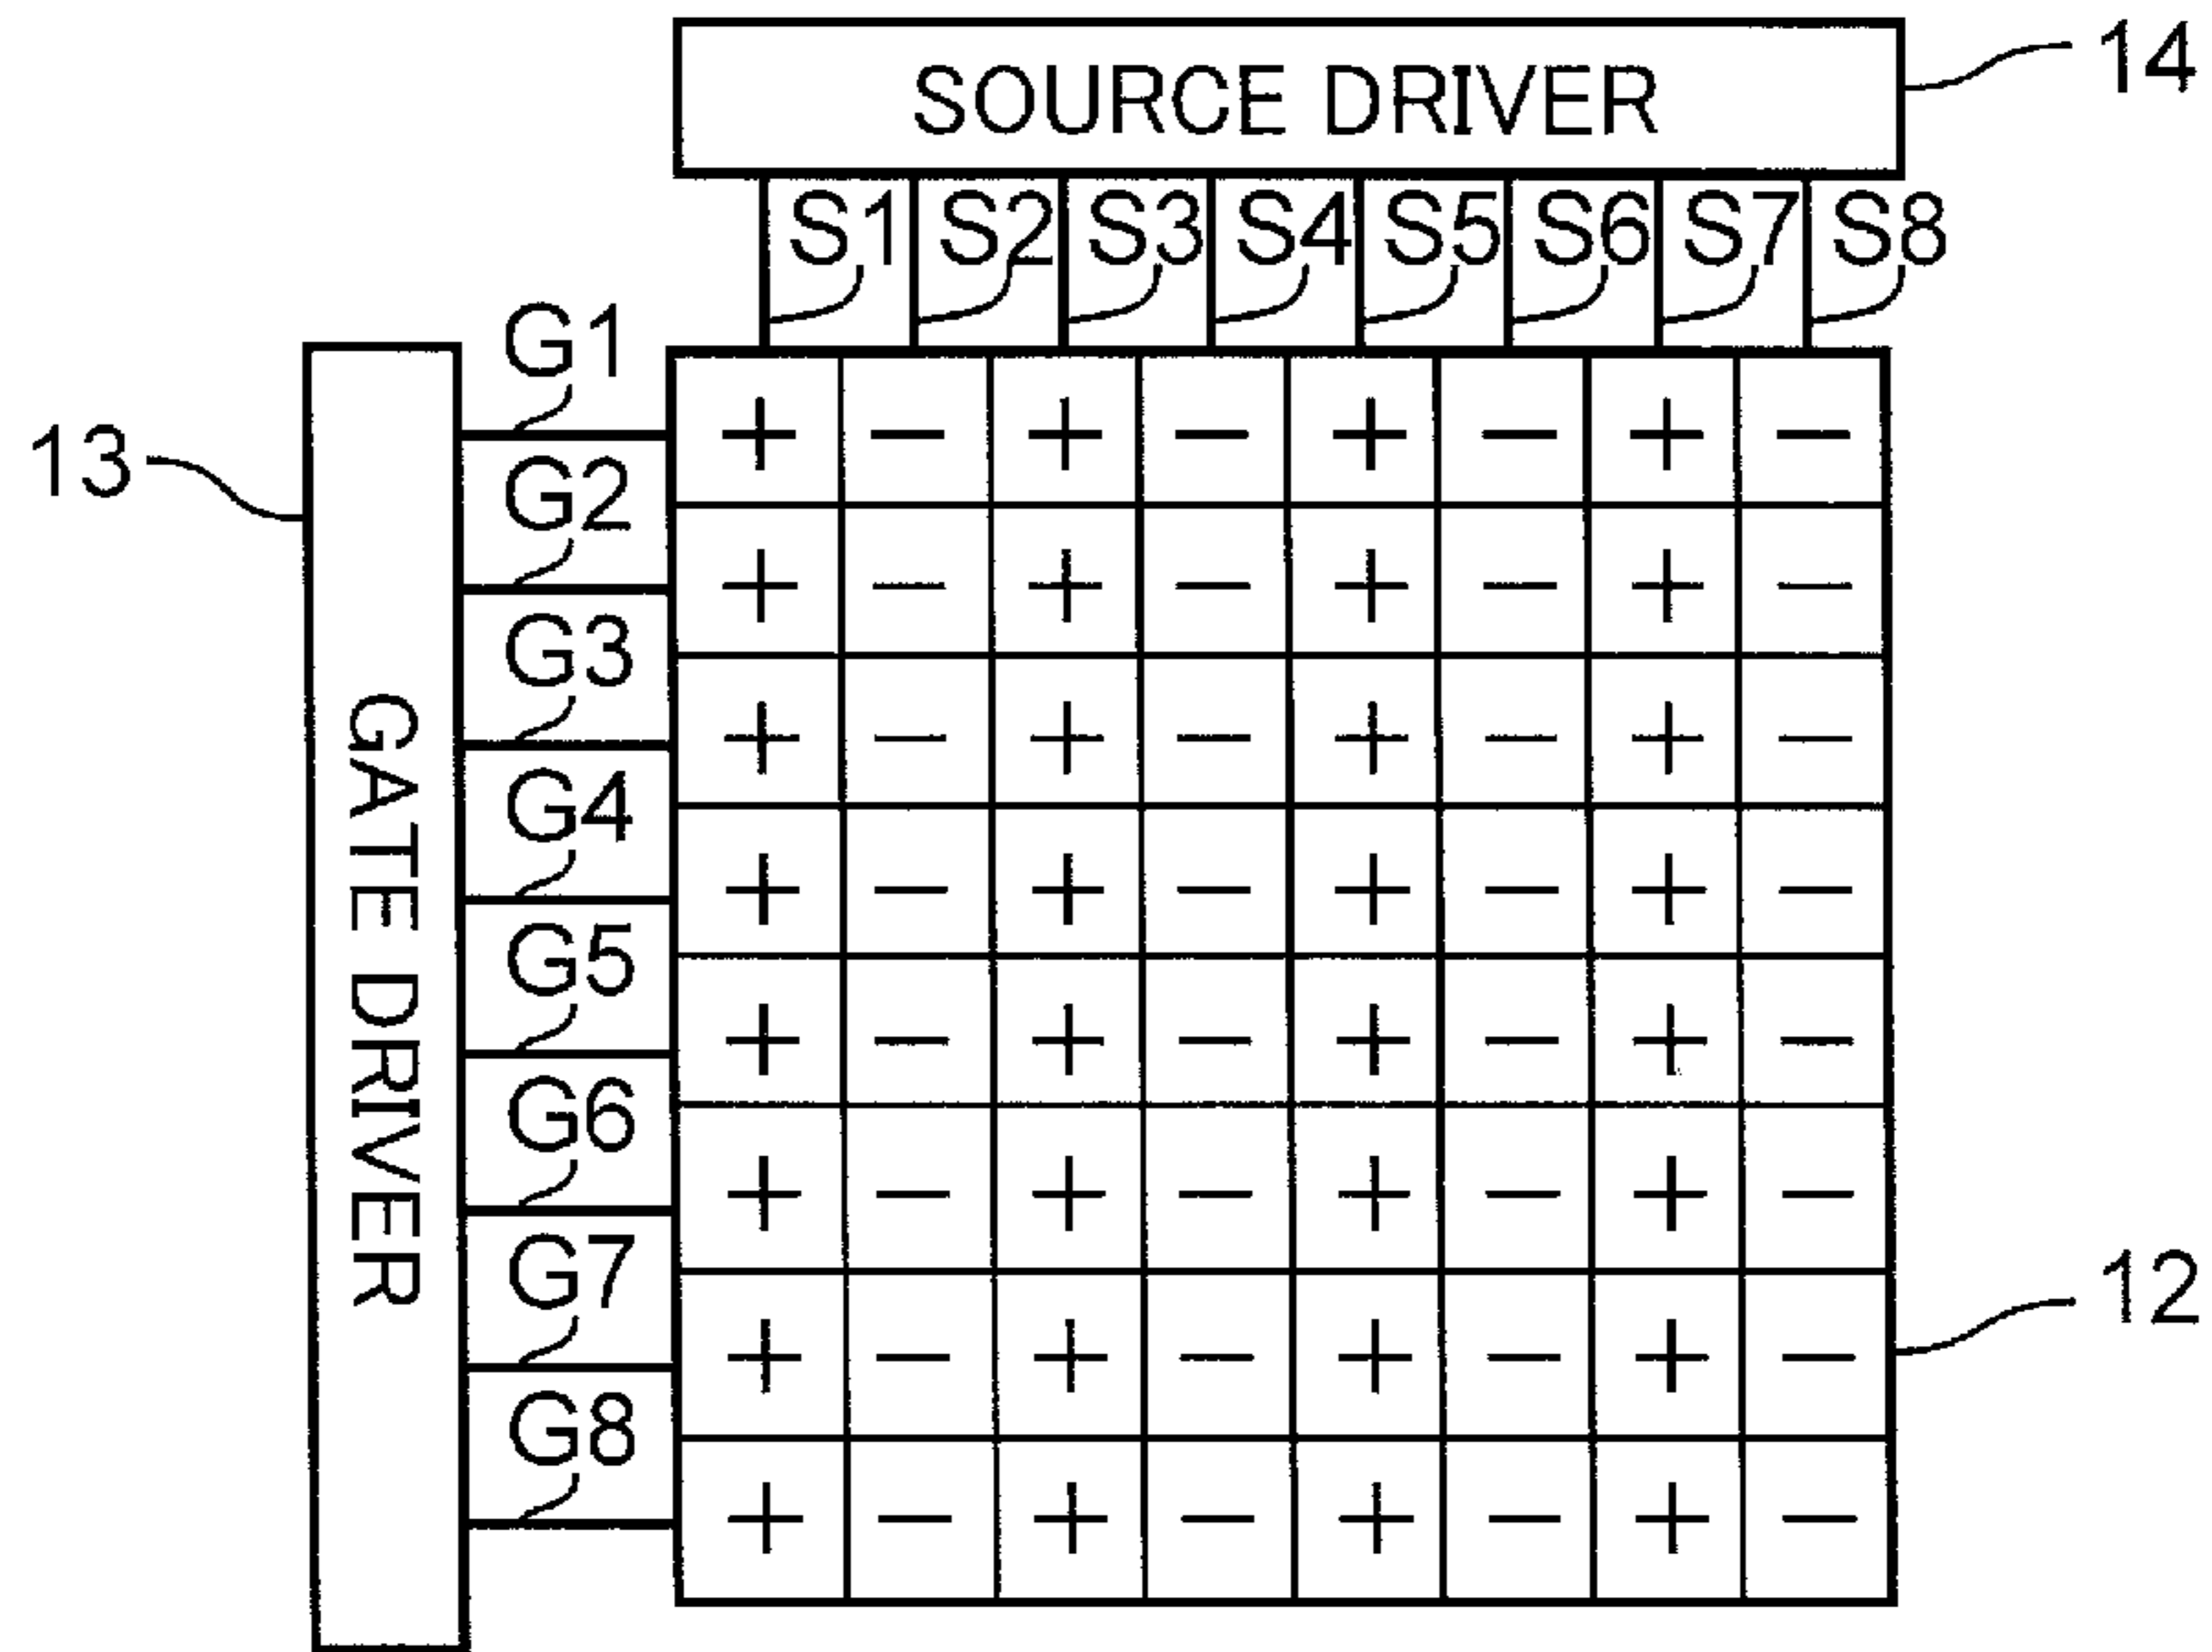 SOURCE DRIVER
14
S1 S2 S3 S4 S5 S6 S7 S8
G1
G2
G3
G4
G5
G6
G7
G8
13
GATE DRIVER
+ − + − + − + −
+ − + − + − + −
+ − + − + − + −
+ − + − + − + −
+ − + − + − + −
+ − + − + − + −
+ − + − + − + −
+ − + − + − + −
12